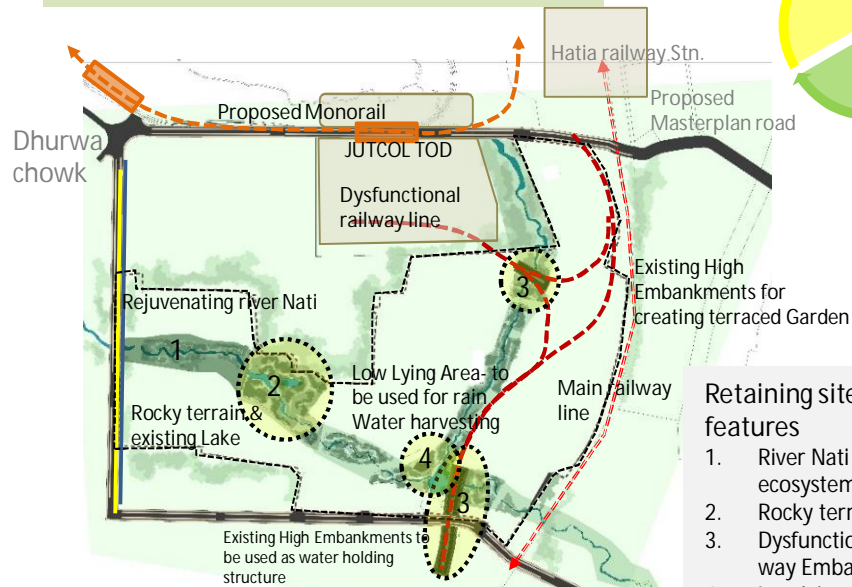 Hatia railway Stn.
Proposed Monorail
Proposed
Masterplan road
Dhurwa
chowk
JUTCOL TOD
Dysfunctional
railway line
3
Existing High
Embankments for
creating terraced Garden
Rejuvenating river Nati
1
2
Low Lying Area- to
be used for rain
Water harvesting
Main railway
line
Rocky terrain &
existing Lake
4
3
Existing High Embankments to
be used as water holding
structure
Retaining site
features
1. River Nati
ecosystem
2. Rocky terr
3. Dysfunctio
way Emba